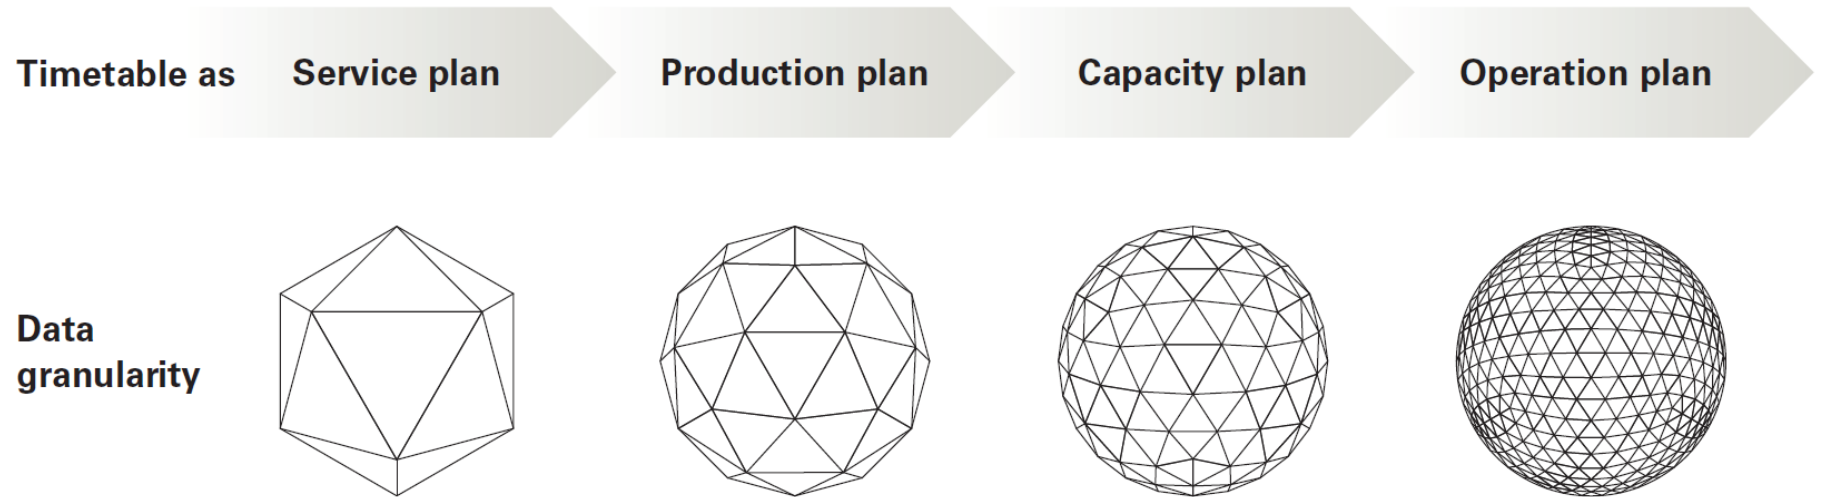 Timetable as
Service plan
Production plan
Capacity plan
Operation plan
Data
granularity